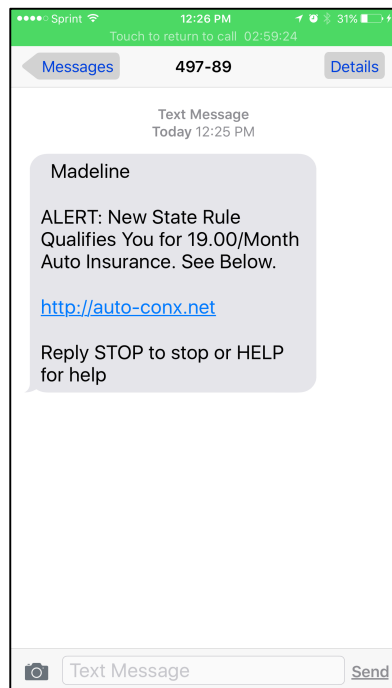 Sprint 12:26 PM 31%
Touch to return to call 02:59:24
Messages 497-89 Details
Text Message
Today 12:25 PM
Madeline
ALERT: New State Rule
Qualifies You for 19.00/Month
Auto Insurance. See Below.
http://auto-conx.net
Reply STOP to stop or HELP
for help
Text Message Send